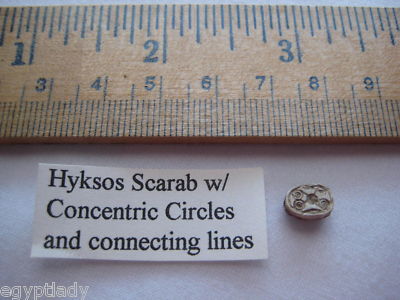 1 2 3
3 4 5 6 7 8 9
Hyksos Scarab w/
Concentric Circles
and connecting lines
egyptlady